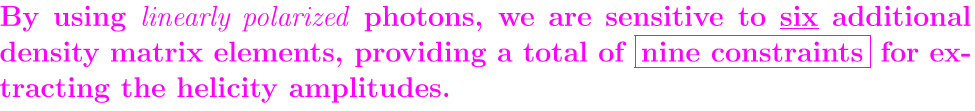 By using linearly polarized photons, we are sensitive to six additional
density matrix elements, providing a total of nine constraints for ex-
tracting the helicity amplitudes.